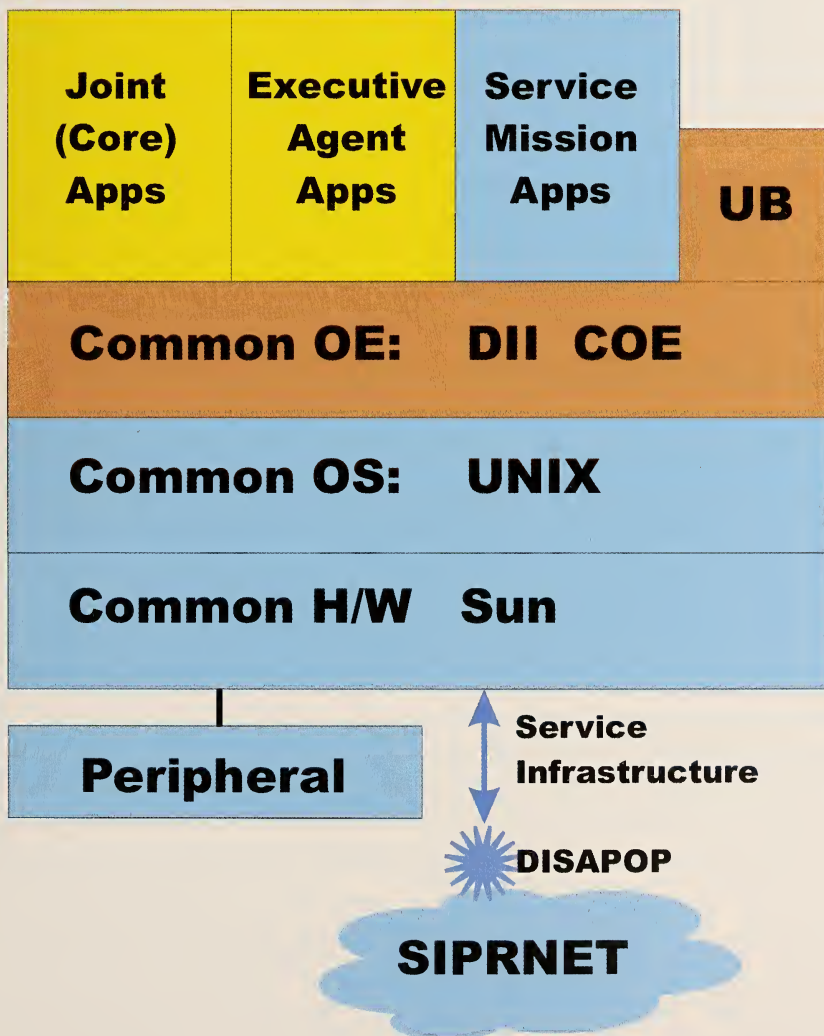 Joint
(Core)
Apps
Executive
Agent
Apps
Service
Mission
Apps
UB
Common OE: DII COE
Common OS: UNIX
Common H/W Sun
Peripheral
Service
Infrastructure
DISAPOP
SIPRNET